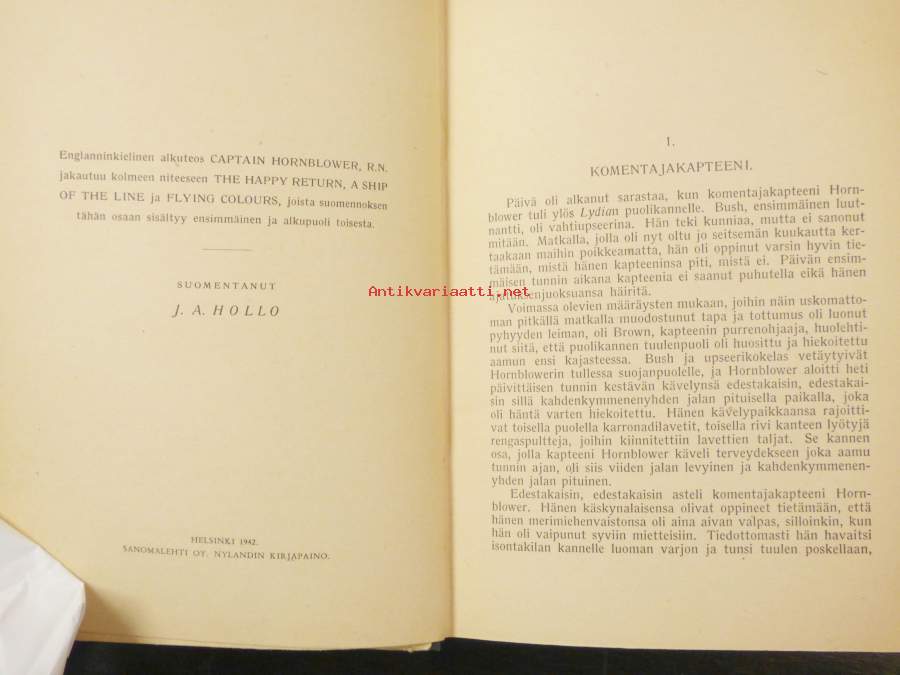 Englanninkielinen alkuteos CAPTAIN HORNBLOWER, R.N.
jakautuu kolmeen niteeseen THE HAPPY RETURN, A SHIP
OF THE LINE ja FLYING COLOURS, joista suomennoksen
tähän osaan sisältyy ensimmäinen ja alkupuoli toisesta.
SUOMENTANUT
J. A. HOLLO
HELSINKI 1942.
SANOMALEHTI OY. NYLANDIN KIRJAPAINO.
Antikvariaatti.net
1.
KOMENTAJAKAPTEENI.
Päivä oli alkanut sarastaa, kun komentajakapteeni Horn-
blower tuli ylös Lydian puolikannelle. Bush, ensimmäinen luut-
nantti, oli vahtiupseerina. Hän teki kunniaa, mutta ei sanonut
mitään. Matkalla, jolla oli nyt oltu jo seitsemän kuukautta ker-
taakaan maihin poikkeamatta, hän oli oppinut varsin hyvin tie-
tämään, mistä hänen kapteeninsa piti, mistä ei. Päivän ensim-
mäisen tunnin aikana kapteenia ei saanut puhutella eikä hänen
ajatuksenjuoksuansa häiritä.
Voimassa olevien määräysten mukaan, joihin näin uskomatto-
man pitkällä matkalla muodostunut tapa ja tottumus oli luonut
pyhyyden leiman, oli Brown, kapteenin purrenohjaaja, huolehti-
nut siitä, että puolikannen tuulenpuoli oli huosittu ja hiekoitettu
aamun ensi kajasteessa. Bush ja upseerikokelas vetäytyivät
Hornblowerin tullessa suojanpuolelle, ja Hornblower aloitti heti
päivittäisen tunnin kestävän kävelynsä edestakaisin, edestakai-
sin sillä kahdenkymmenenyhden jalan pituisella paikalla, joka
oli häntä varten hiekoitettu. Hänen kävelypaikkaansa rajoitti-
vat toisella puolella karronadilavetit, toisella rivi kanteen lyötyjä
rengaspultteja, joihin kiinnitettiin lavettien taljat. Se kannen
osa, jolla kapteeni Hornblower käveli terveydekseen joka aamu
tunnin ajan, oli siis viiden jalan levyinen ja kahdenkymmenen-
yhden jalan pituinen.
Edestakaisin, edestakaisin asteli komentajakapteeni Horn-
blower. Hänen käskynalaisensa olivat oppineet tietämään, että
hänen merimiehenvaistonsa oli aina aivan valpas, silloinkin, kun
hän oli vaipunut syviin mietteisiin. Tiedottomasti hän havaitsi
isontakilan kannelle luoman varjon ja tunsi tuulen poskellaan,